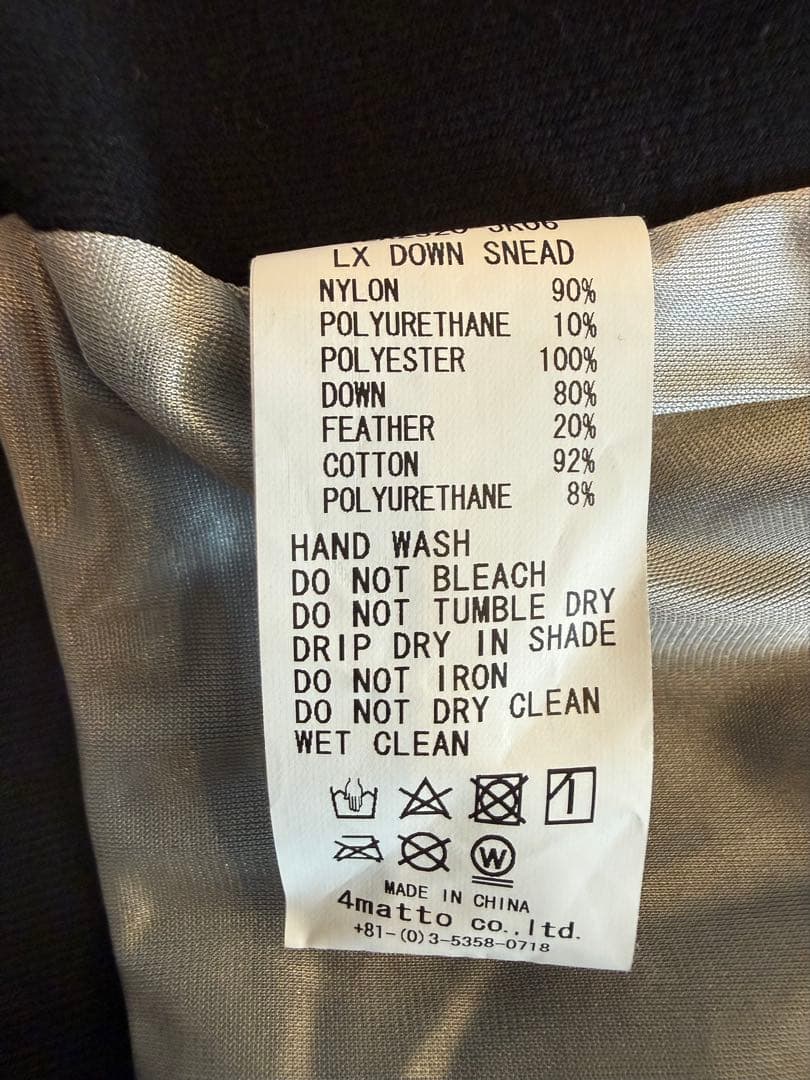 LX DOWN SNEAD
NYLON 90%
POLYURETHANE 10%
POLYESTER 100%
DOWN 80%
FEATHER 20%
COTTON 92%
POLYURETHANE 8%
HAND WASH
DO NOT BLEACH
DO NOT TUMBLE DRY
DRIP DRY IN SHADE
DO NOT IRON
DO NOT DRY CLEAN
WET CLEAN
W
MADE IN CHINA
4matto co.,ltd.
+81-(0)3-5358-0718